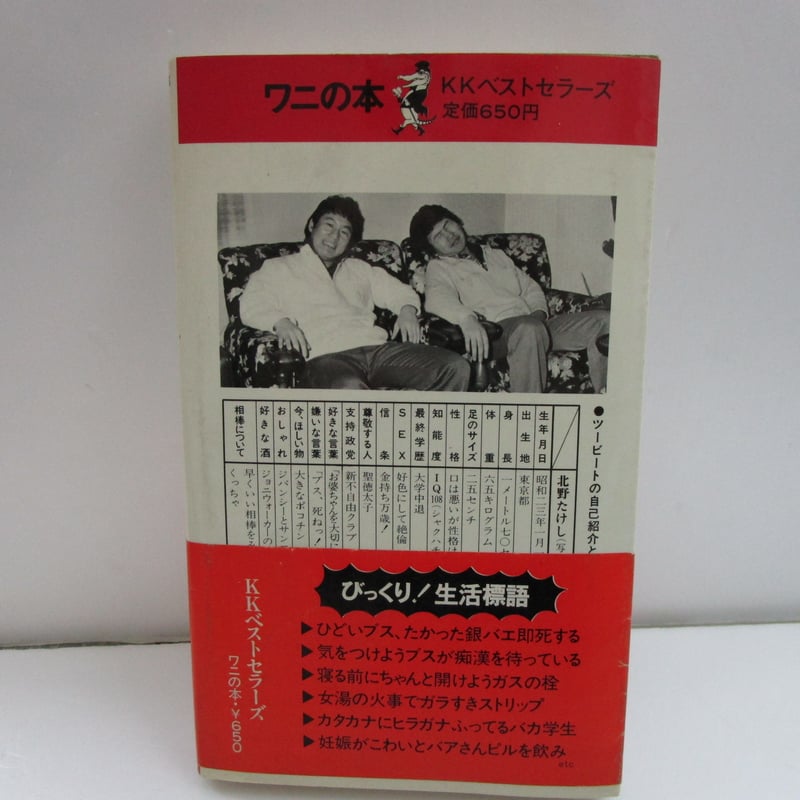 ワニの本
KKベストセラーズ
定価650円
●ツービートの自己紹介と
北野たけし(写
生年月日 昭和二三年一月
出生地 東京都
身長 一メートル七〇セ
体重 六五キログラム
足のサイズ 二五センチ
性格 口は悪いが性格は
知能度 IQ108(シャクハチ
最終学歴 大学中退
SEX 好色にして絶倫
信条 金持ち万歳!
尊敬する人 聖徳太子
支持政党 新不自由クラブ
好きな言葉 「お婆ちゃんを大切に
嫌いな言葉 「ブス、死ねっ!
今、ほしい物 大きなポコチン
おしゃれ ジバンシーとサン
好きな酒 ジョニウォーカーの
相棒について 早くいい相棒を
くっちゃ
びっくり!生活標語
▶ひどいブス、たかった銀バエ即死する
▶気をつけようブスが痴漢を待っている
▶寝る前にちゃんと開けようガスの栓
▶女湯の火事でガラすきストリップ
▶カタカナにヒラガナふってるバカ学生
▶妊娠がこわいとバアさんピルを飲み
etc
KKベストセラーズ
ワニの本・¥650